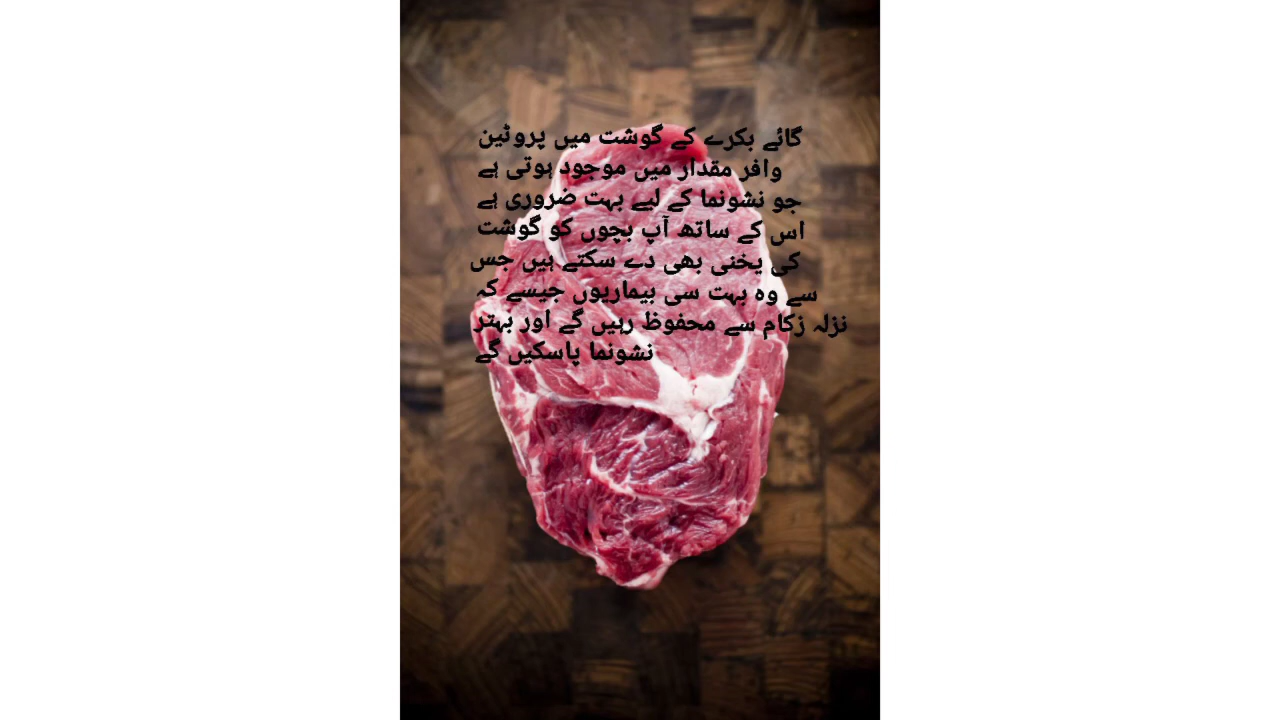 گائے بکرے کے گوشت میں پروٹین
وافر مقدار میں موجود ہوتی ہے
جو نشونما کے لیے بہت ضروری ہے
اس کے ساتھ آپ بچوں کو گوشت
کی یخنی بھی دے سکتے ہیں جس
سے وہ بہت سی بیماریوں جیسے کہ
نزلہ زکام سے محفوظ رہیں گے اور بہتر
نشونما پاسکیں گے